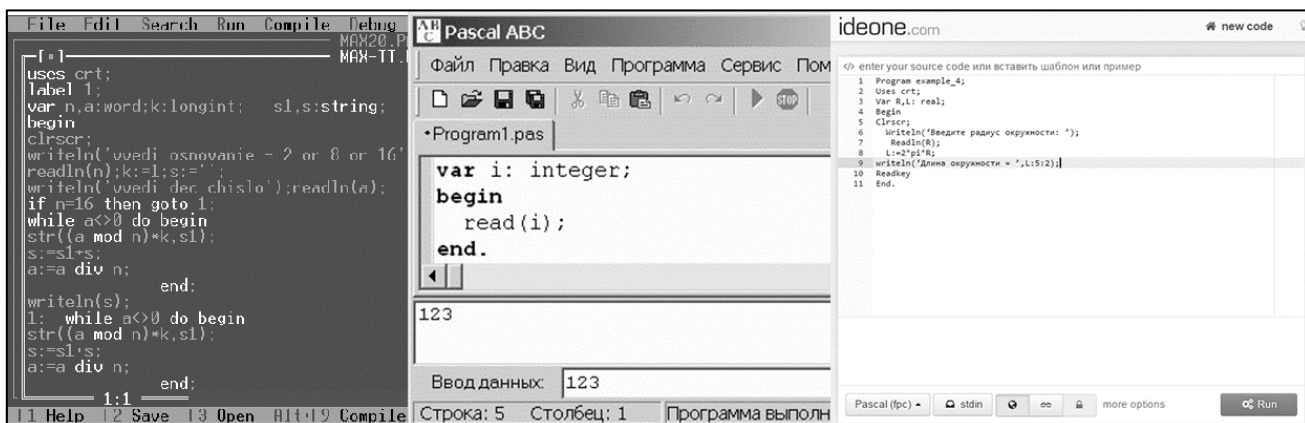 File Edit Search Run Compile Debug
MAX20.P
MAX-TT.
uses crt;
label 1;
var n,a:word;k:longint; s1,s:string;
begin
clrscr;
writeln('vvedi osnovanie - 2 or 8 or 16'
readln(n);k:=1;s:='';
writeln('vvedi dec chislo');readln(a);
if n=16 then goto 1;
while a<>0 do begin
str((a mod n)*k,s1);
s:=s1+s;
a:=a div n;
end;
writeln(s);
1: while a<>0 do begin
str((a mod n)*k,s1);
s:=s1+s;
a:=a div n;
end;
1:1
F1 Help F2 Save F3 Open Alt+F9 Compile
Pascal ABC
Файл Правка Вид Программа Сервис Пом
STOP
•Program1.pas
var i: integer;
begin
read(i);
end.
123
Ввод данных: 123
Строка: 5 Столбец: 1 Программа выполн
ideone.com new code
</> enter your source code или вставить шаблон или пример
1 Program example_4;
2 Uses crt;
3 Var R,L: real;
4 Begin
5 Clrscr;
6 Writeln('Введите радиус окружности: ');
7 Readln(R);
8 L:=2*pi*R;
9 writeln('Длина окружности = ',L:5:2);
10 Readkey
11 End.
Pascal (fpc) stdin more options Run